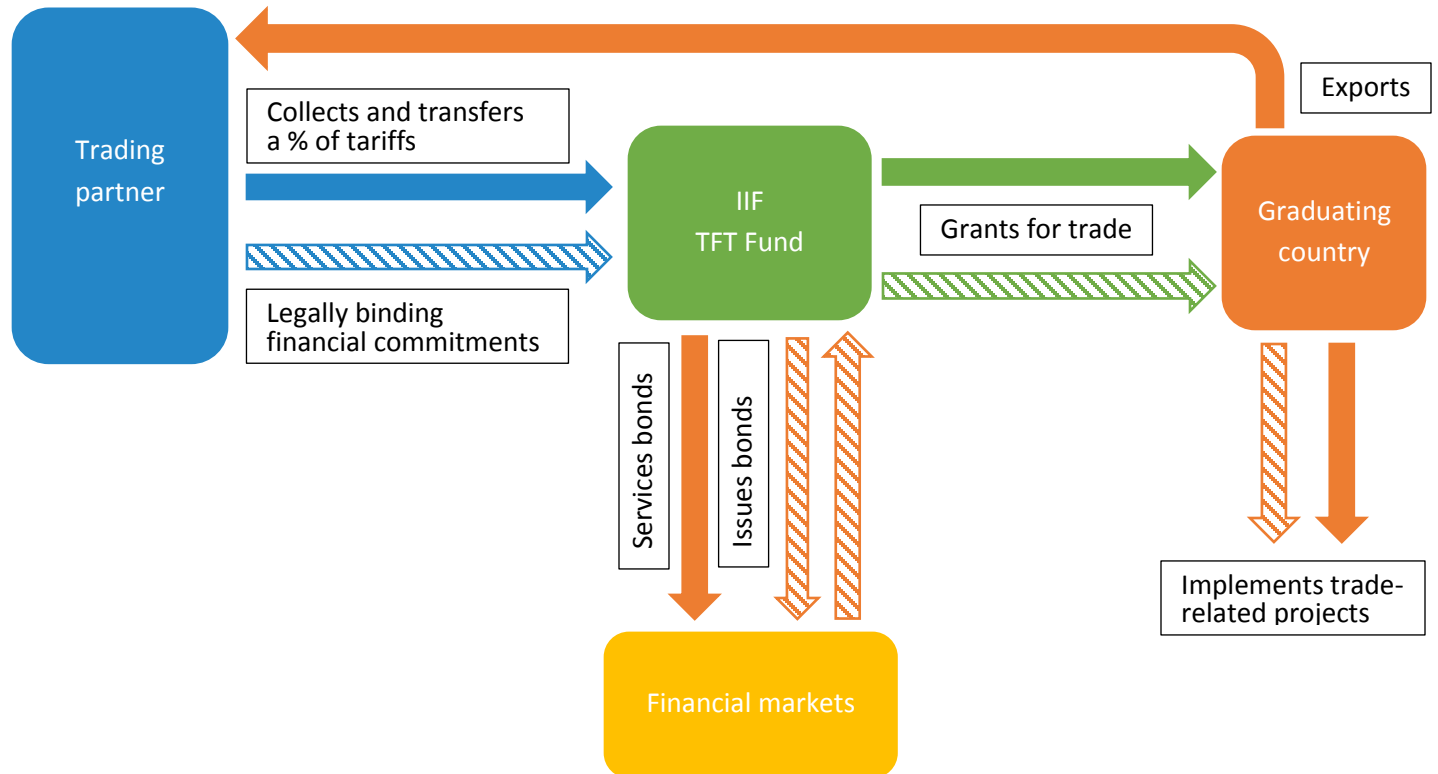 Exports
Collects and transfers
a % of tariffs
Trading
partner
IIF
TFT Fund
Grants for trade
Graduating
country
Legally binding
financial commitments
Services bonds
Issues bonds
Implements trade-
related projects
Financial markets